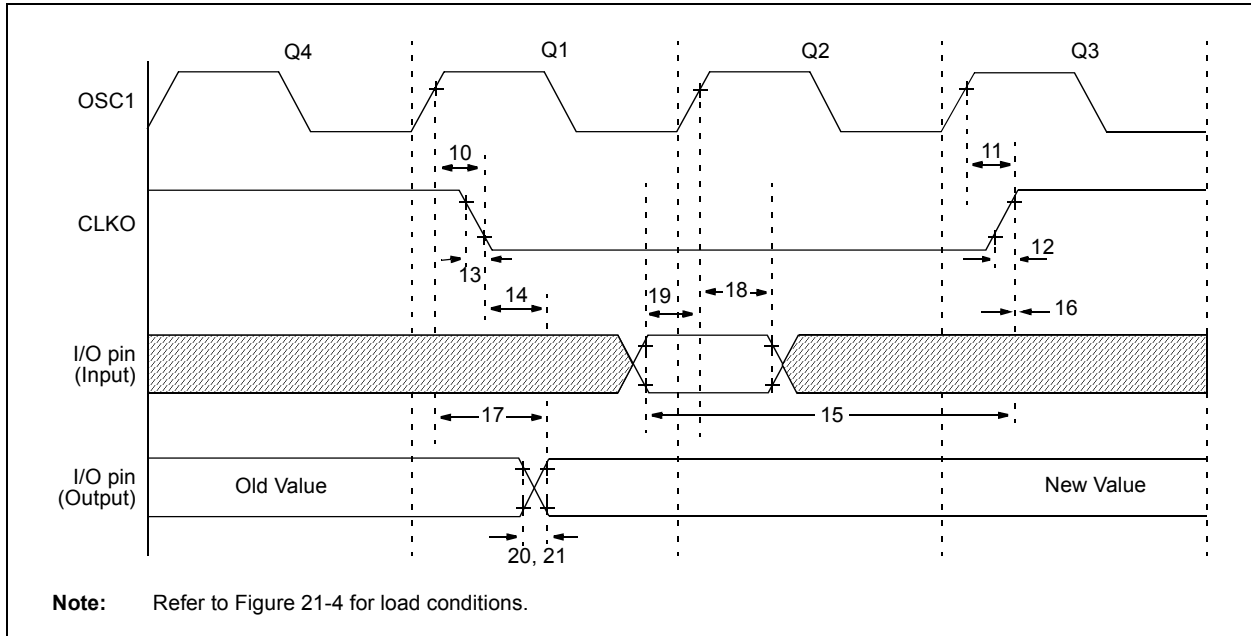 Q4 Q1 Q2 Q3
OSC1
10 11
CLKO
13 12
14 19 18 16
I/O pin
(Input)
17 15
I/O pin
(Output)
Old Value New Value
20, 21
Note: Refer to Figure 21-4 for load conditions.